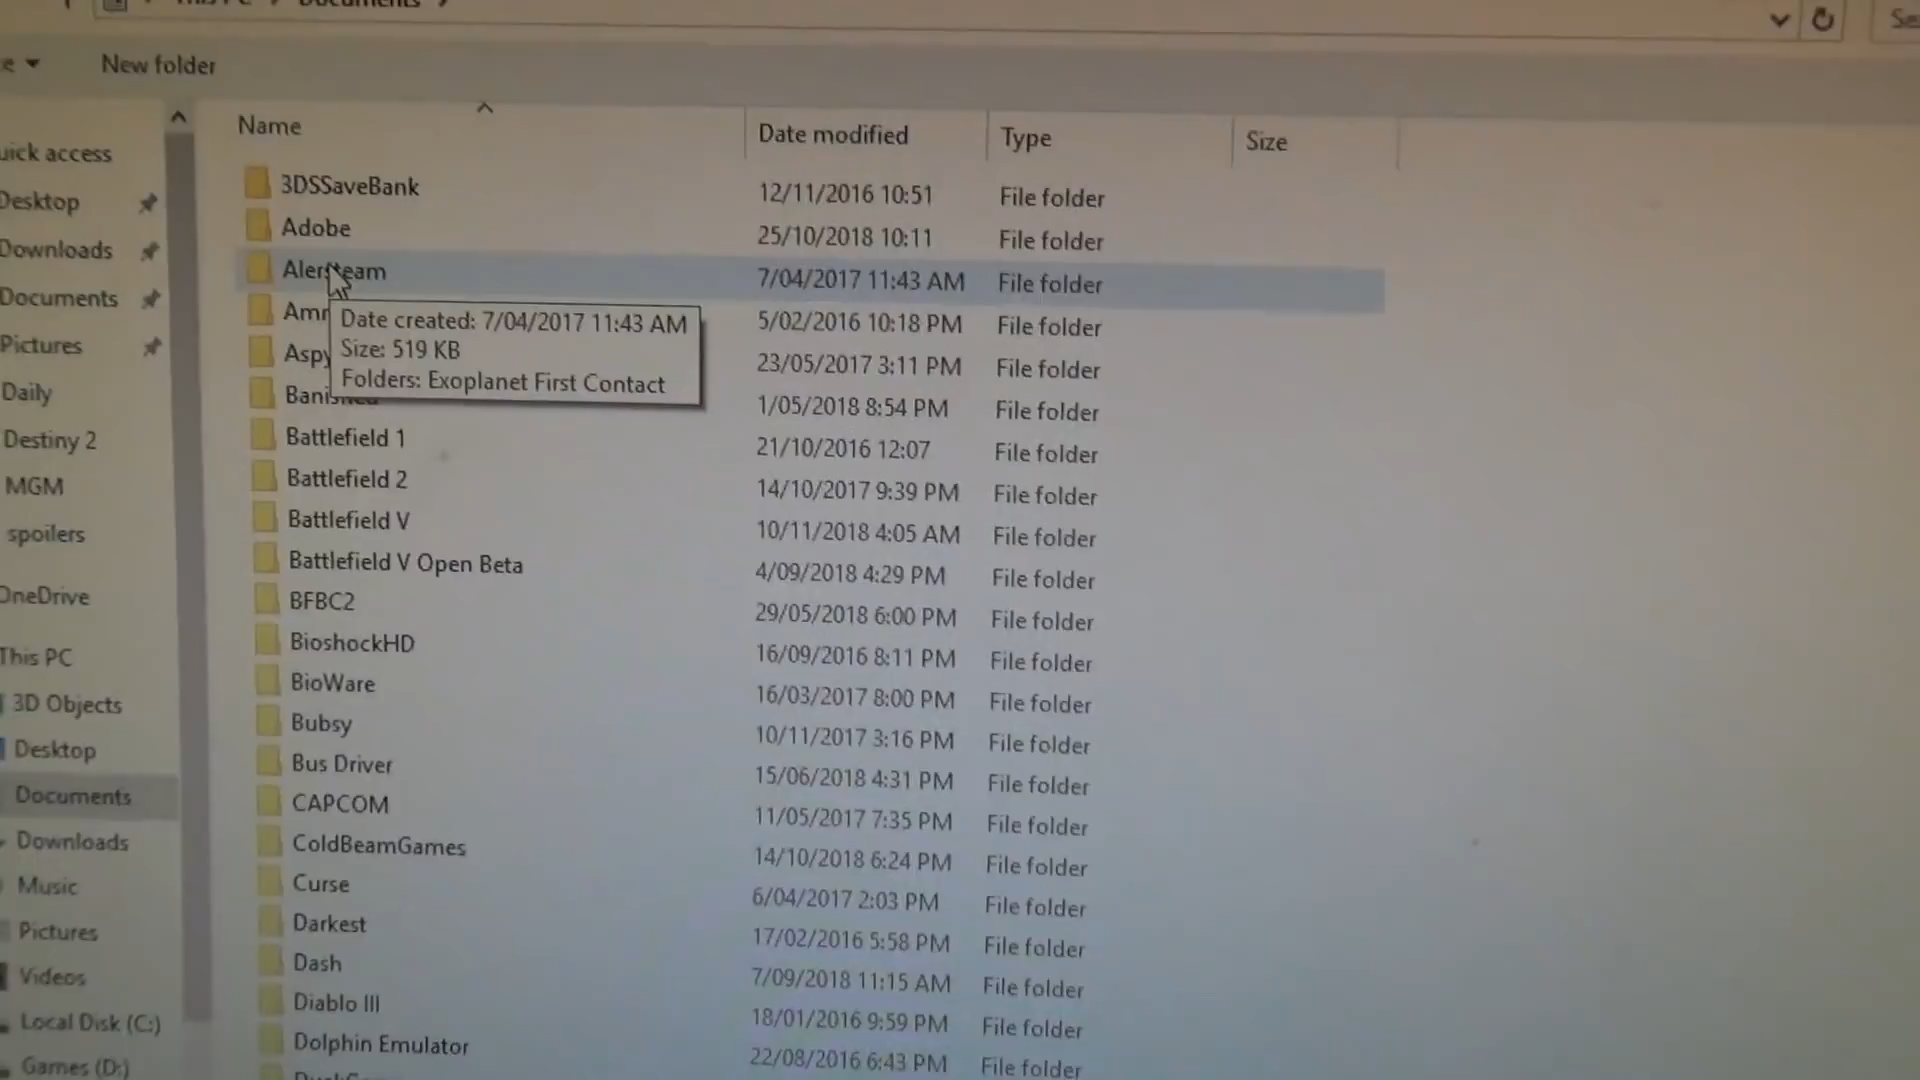 New folder
Name
Date modified
Type
Size
3DSSaveBank 12/11/2016 10:51 File folder
Adobe 25/10/2018 10:11 File folder
7/04/2017 11:43 AM File folder
5/02/2016 10:18 PM File folder
23/05/2017 3:11 PM File folder
1/05/2018 8:54 PM File folder
Battlefield 1 21/10/2016 12:07 File folder
Battlefield 2 14/10/2017 9:39 PM File folder
Battlefield V 10/11/2018 4:05 AM File folder
Battlefield V Open Beta 4/09/2018 4:29 PM File folder
BFBC2 29/05/2018 6:00 PM File folder
BioshockHD 16/09/2016 8:11 PM File folder
BioWare 16/03/2017 8:00 PM File folder
Bubsy 10/11/2017 3:16 PM File folder
Bus Driver 15/06/2018 4:31 PM File folder
CAPCOM 11/05/2017 7:35 PM File folder
ColdBeamGames 14/10/2018 6:24 PM File folder
Curse 6/04/2017 2:03 PM File folder
Darkest 17/02/2016 5:58 PM File folder
Dash 7/09/2018 11:15 AM File folder
Diablo III 18/01/2016 9:59 PM File folder
Dolphin Emulator 22/08/2016 6:43 PM File folder
Date created: 7/04/2017 11:43 AM
Size: 519 KB
Folders: Exoplanet First Contact
access
Desktop
Downloads
Documents
Pictures
Daily
Destiny 2
MGM
spoilers
OneDrive
This PC
3D Objects
Desktop
Documents
Downloads
Music
Pictures
Videos
Local Disk (C:)
Games (D:)